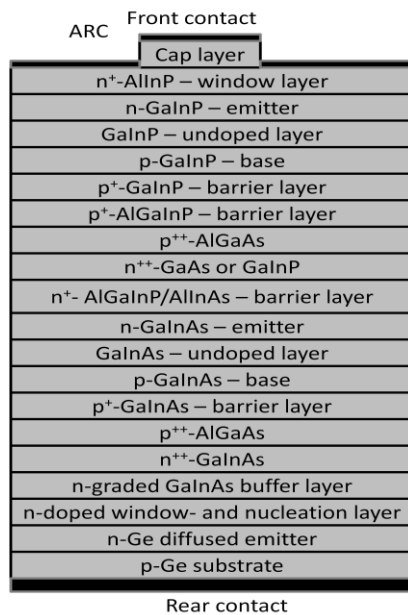 Front contact
ARC
Cap layer
n⁺-AlInP – window layer
n-GaInP – emitter
GaInP – undoped layer
p-GaInP – base
p⁺-GaInP – barrier layer
p⁺-AlGaInP – barrier layer
p⁺⁺-AlGaAs
n⁺⁺-GaAs or GaInP
n⁺- AlGaInP/AlInAs – barrier layer
n-GaInAs – emitter
GaInAs – undoped layer
p-GaInAs – base
p⁺-GaInAs – barrier layer
p⁺⁺-AlGaAs
n⁺⁺-GaInAs
n-graded GaInAs buffer layer
n-doped window- and nucleation layer
n-Ge diffused emitter
p-Ge substrate
Rear contact